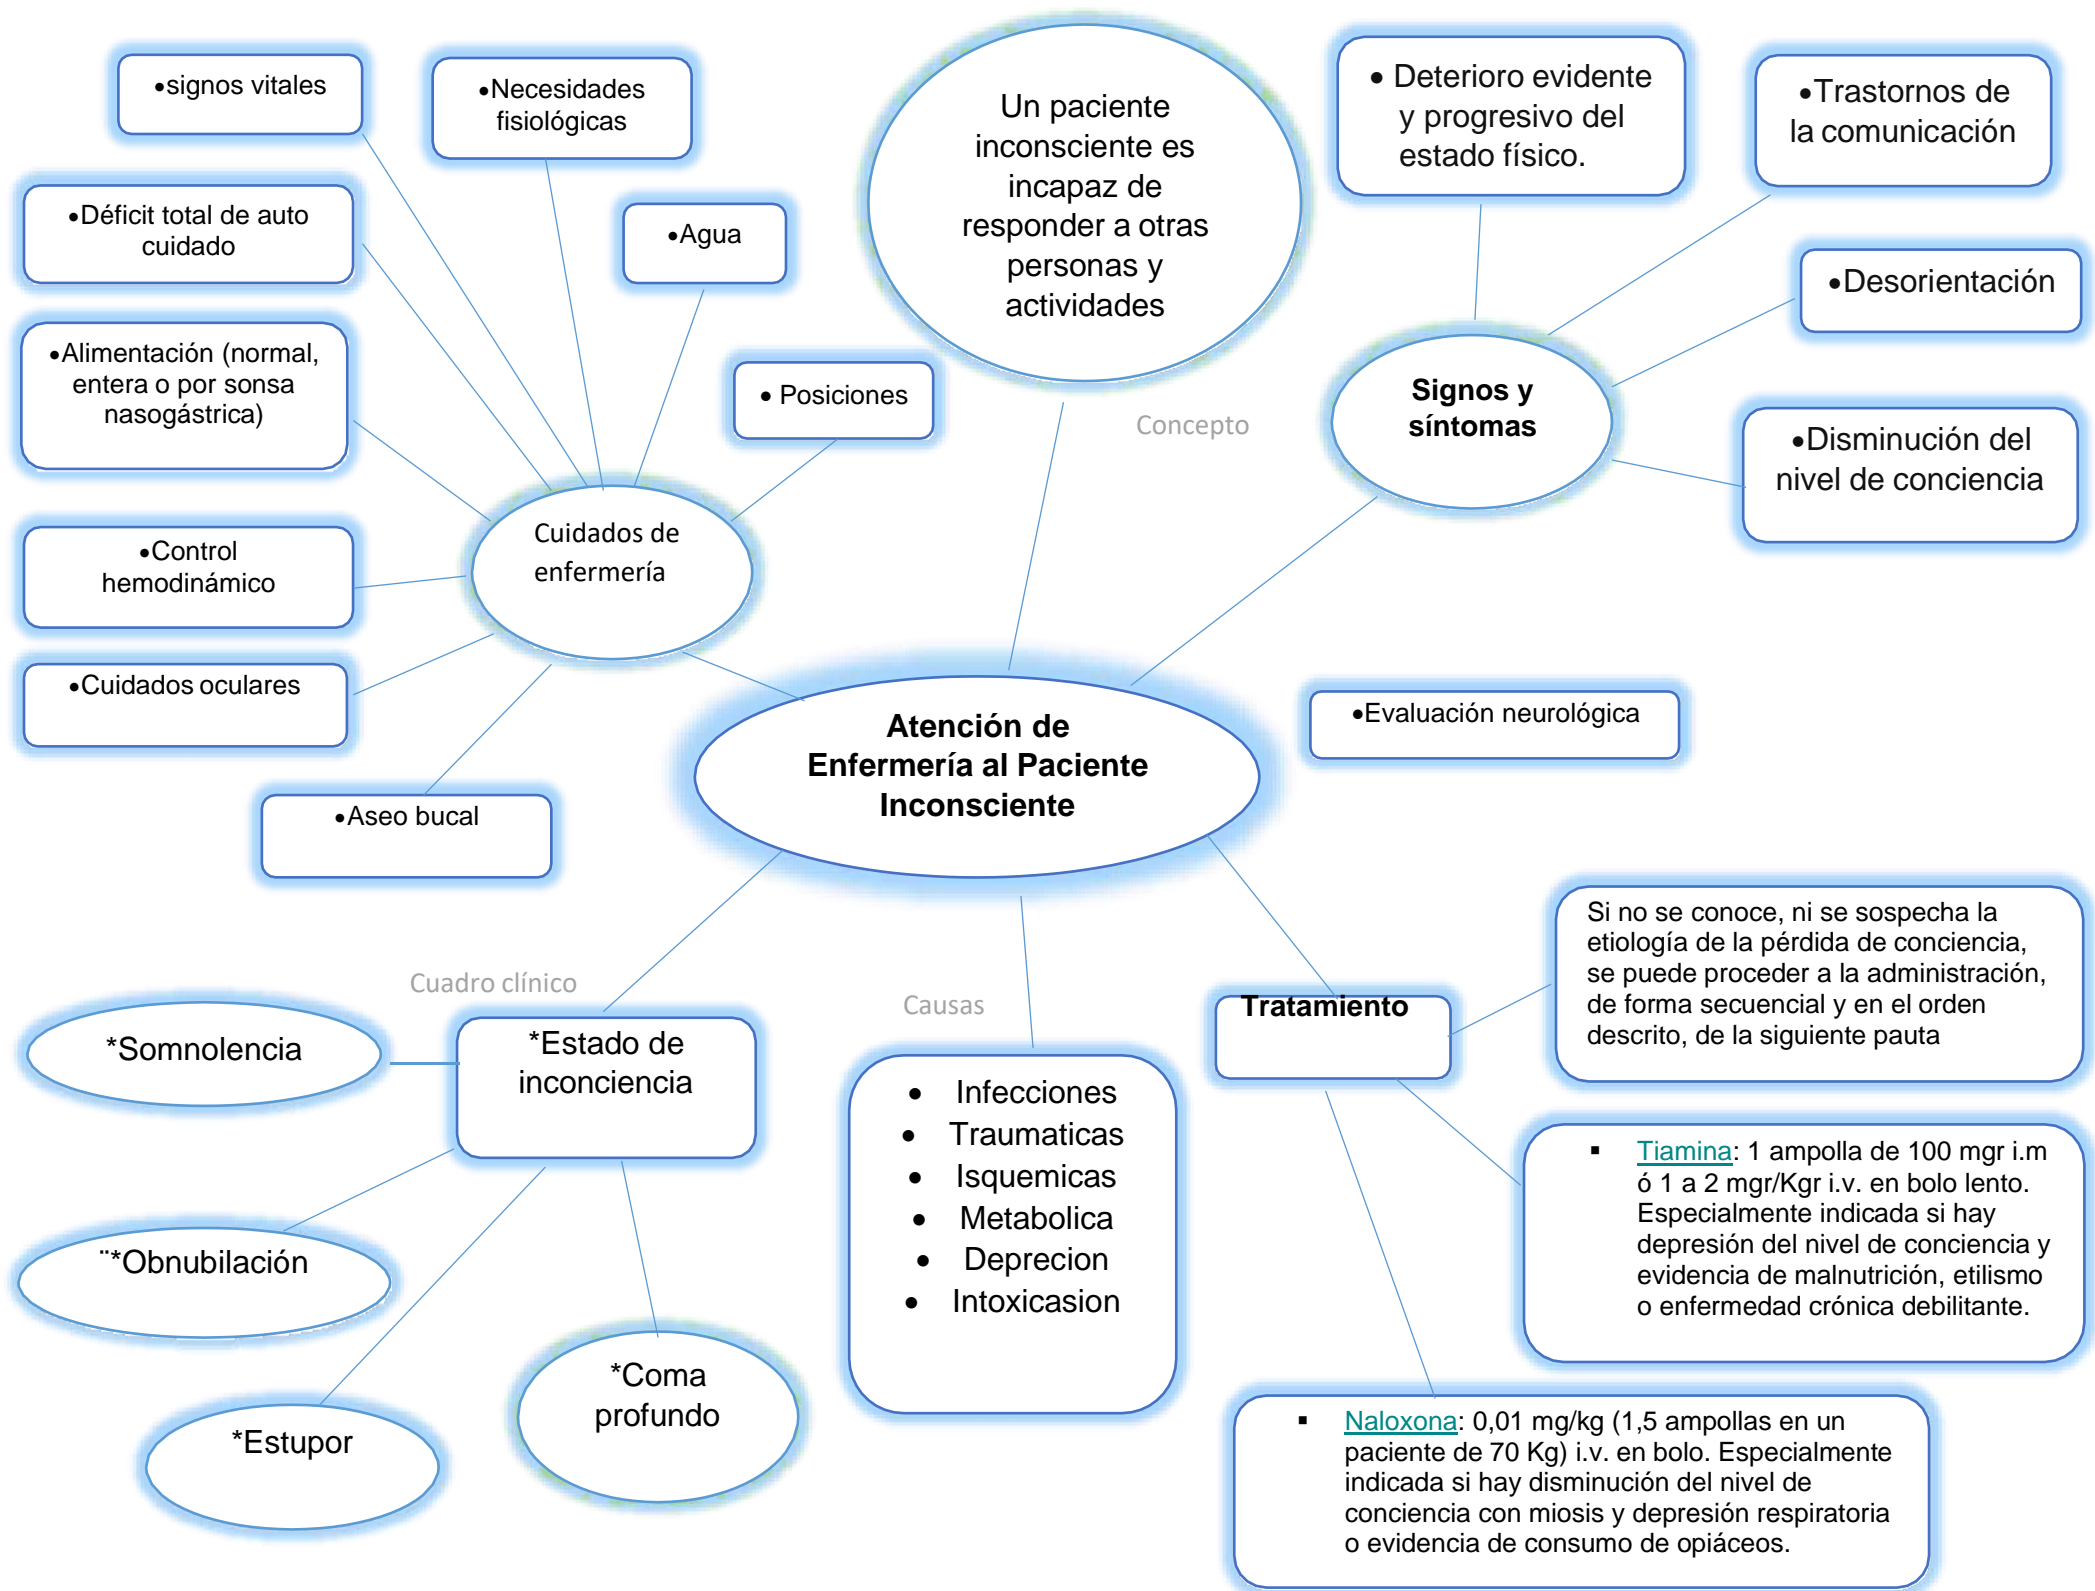 •signos vitales
•Necesidades
fisiológicas
•Déficit total de auto
cuidado
•Agua
•Alimentación (normal,
entera o por sonsa
nasogástrica)
• Posiciones
•Control
hemodinámico
Cuidados de
enfermería
•Cuidados oculares
•Aseo bucal
Un paciente
inconsciente es
incapaz de
responder a otras
personas y
actividades
Concepto
• Deterioro evidente
y progresivo del
estado físico.
•Trastornos de
la comunicación
•Desorientación
Signos y
síntomas
•Disminución del
nivel de conciencia
Atención de
Enfermería al Paciente
Inconsciente
•Evaluación neurológica
Cuadro clínico
*Somnolencia
*Estado de
inconciencia
¨*Obnubilación
*Estupor
*Coma
profundo
Causas
• Infecciones
• Traumaticas
• Isquemicas
• Metabolica
• Deprecion
• Intoxicasion
Tratamiento
Si no se conoce, ni se sospecha la
etiología de la pérdida de conciencia,
se puede proceder a la administración,
de forma secuencial y en el orden
descrito, de la siguiente pauta
▪ Tiamina: 1 ampolla de 100 mgr i.m
ó 1 a 2 mgr/Kgr i.v. en bolo lento.
Especialmente indicada si hay
depresión del nivel de conciencia y
evidencia de malnutrición, etilismo
o enfermedad crónica debilitante.
▪ Naloxona: 0,01 mg/kg (1,5 ampollas en un
paciente de 70 Kg) i.v. en bolo. Especialmente
indicada si hay disminución del nivel de
conciencia con miosis y depresión respiratoria
o evidencia de consumo de opiáceos.